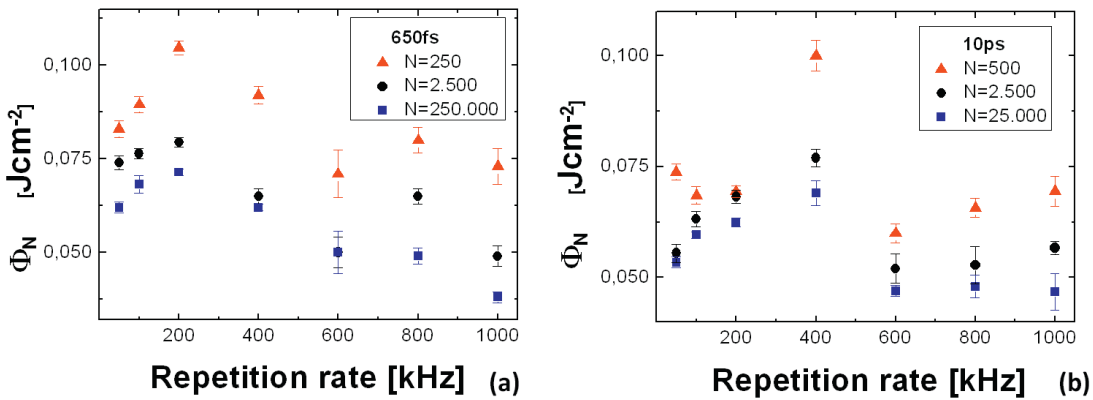 650fs
N=250
N=2.500
N=250.000
0,100
0,075
0,050
ΦN [Jcm-2]
0 200 400 600 800 1000
Repetition rate [kHz] (a)
10ps
N=500
N=2.500
N=25.000
0,100
0,075
0,050
ΦN [Jcm-2]
0 200 400 600 800 1000
Repetition rate [kHz] (b)